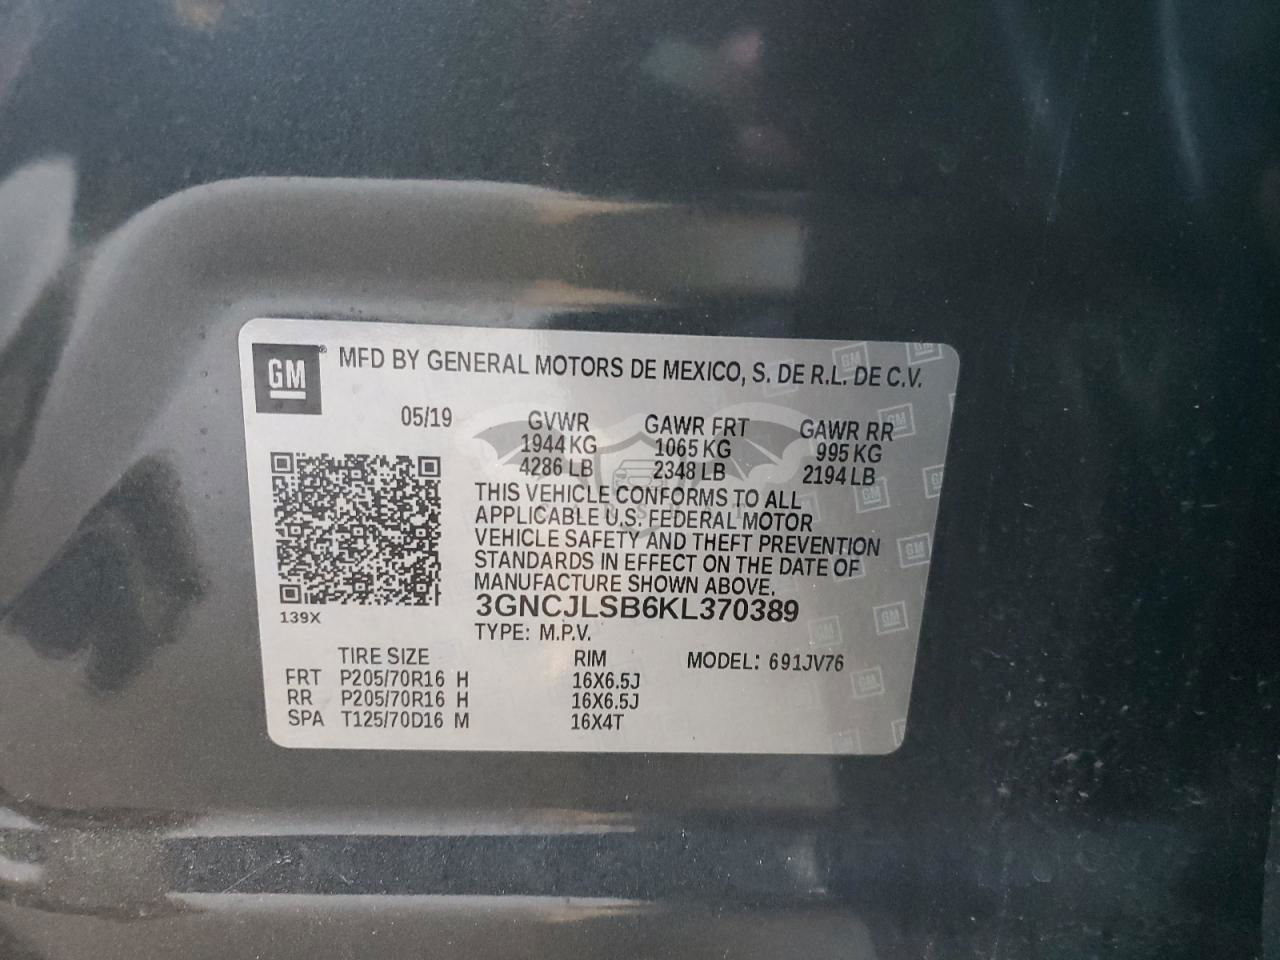 GM ® MFD BY GENERAL MOTORS DE MEXICO, S. DE R.L. DE C.V.
05/19 GVWR GAWR FRT GAWR RR
1944 KG 1065 KG 995 KG
4286 LB 2348 LB 2194 LB
THIS VEHICLE CONFORMS TO ALL
APPLICABLE U.S. FEDERAL MOTOR
VEHICLE SAFETY AND THEFT PREVENTION
STANDARDS IN EFFECT ON THE DATE OF
MANUFACTURE SHOWN ABOVE.
3GNCJLSB6KL370389
139X
TYPE: M.P.V.
TIRE SIZE RIM MODEL: 691JV76
FRT P205/70R16 H 16X6.5J
RR P205/70R16 H 16X6.5J
SPA T125/70D16 M 16X4T